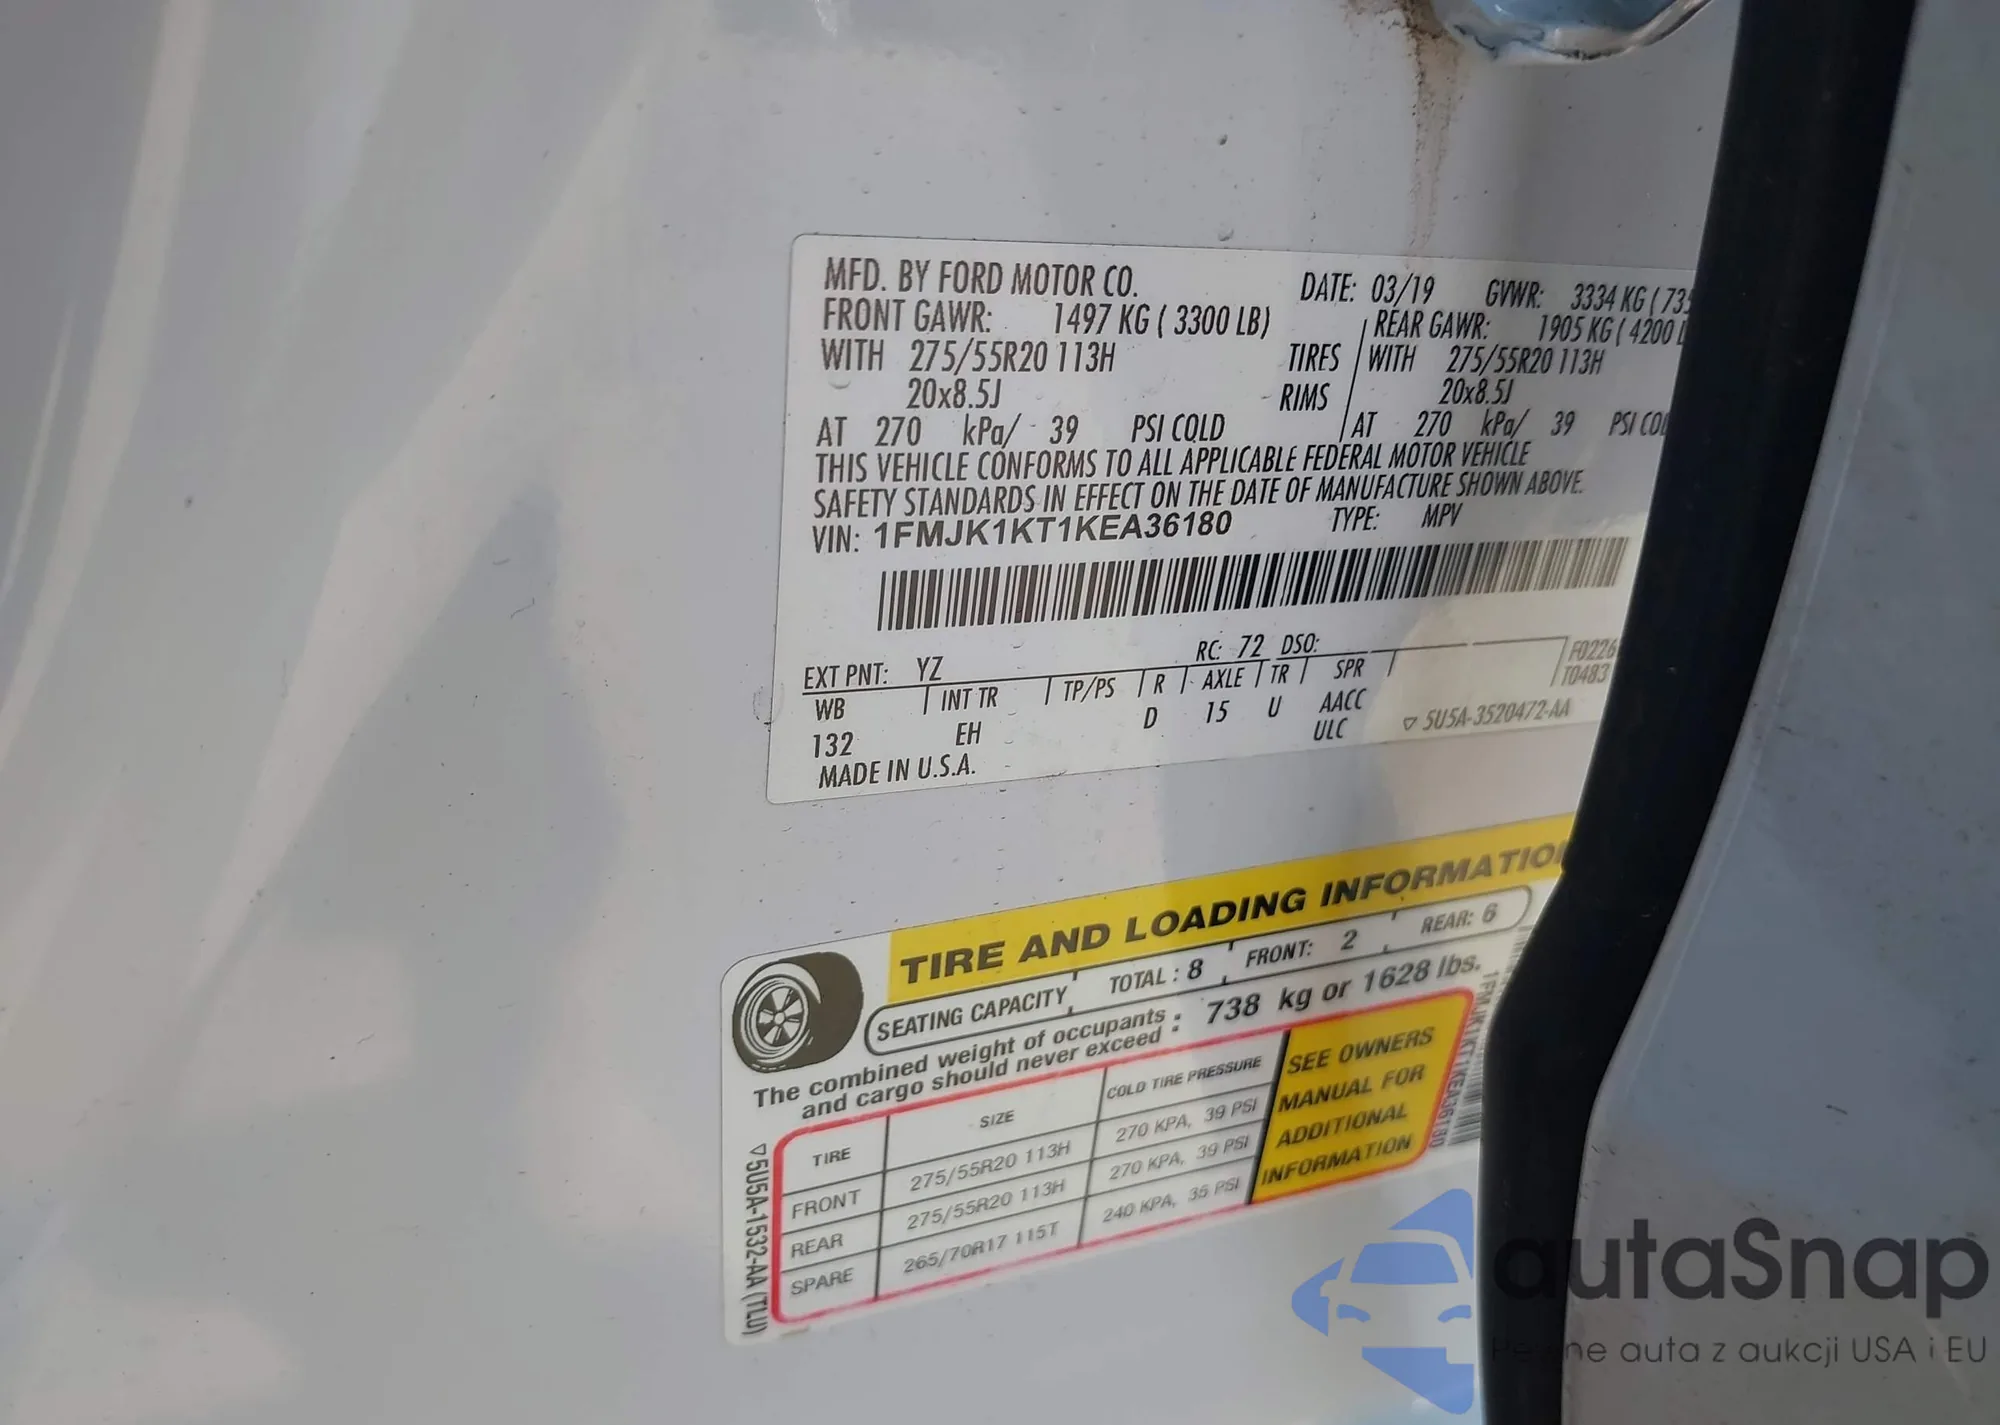 MFD. BY FORD MOTOR CO. DATE: 03/19 GVWR: 3334 KG ( 735
FRONT GAWR: 1497 KG ( 3300 LB) REAR GAWR: 1905 KG ( 4200 L
WITH 275/55R20 113H TIRES WITH 275/55R20 113H
20x8.5J RIMS 20x8.5J
AT 270 kPa/ 39 PSI COLD AT 270 kPa/ 39 PSI COL
THIS VEHICLE CONFORMS TO ALL APPLICABLE FEDERAL MOTOR VEHICLE
SAFETY STANDARDS IN EFFECT ON THE DATE OF MANUFACTURE SHOWN ABOVE.
VIN: 1FMJK1KT1KEA36180 TYPE: MPV
EXT PNT: YZ RC: 72 DSO: F0226
WB INT TR TP/PS R AXLE TR SPR T0483
132 EH D 15 U AACC
ULC ▽ 5U5A-3520472-AA
MADE IN U.S.A.
TIRE AND LOADING INFORMATIO
SEATING CAPACITY TOTAL : 8 FRONT: 2 REAR: 6
The combined weight of occupants
and cargo should never exceed : 738 kg or 1628 lbs.
TIRE SIZE COLD TIRE PRESSURE
FRONT 275/55R20 113H 270 KPA, 39 PSI
REAR 275/55R20 113H 270 KPA, 39 PSI
SPARE 265/70R17 115T 240 KPA, 35 PSI
SEE OWNERS
MANUAL FOR
ADDITIONAL
INFORMATION
▽5U5A-1532-AA (TLU)
1FMJK1KT1KEA36180
autaSnap
auta z aukcji USA i EU